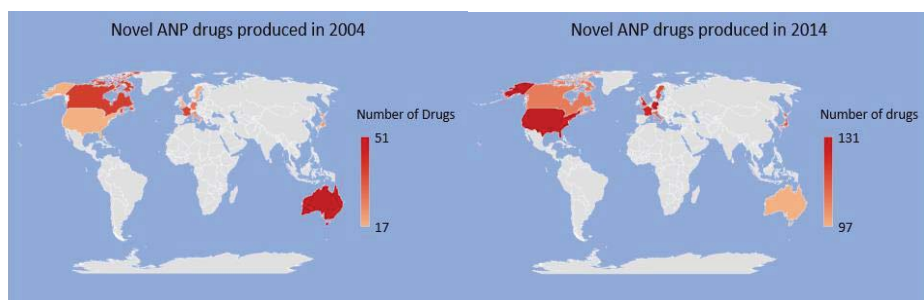 Novel ANP drugs produced in 2004
Number of Drugs
51
17
Novel ANP drugs produced in 2014
Number of drugs
131
97